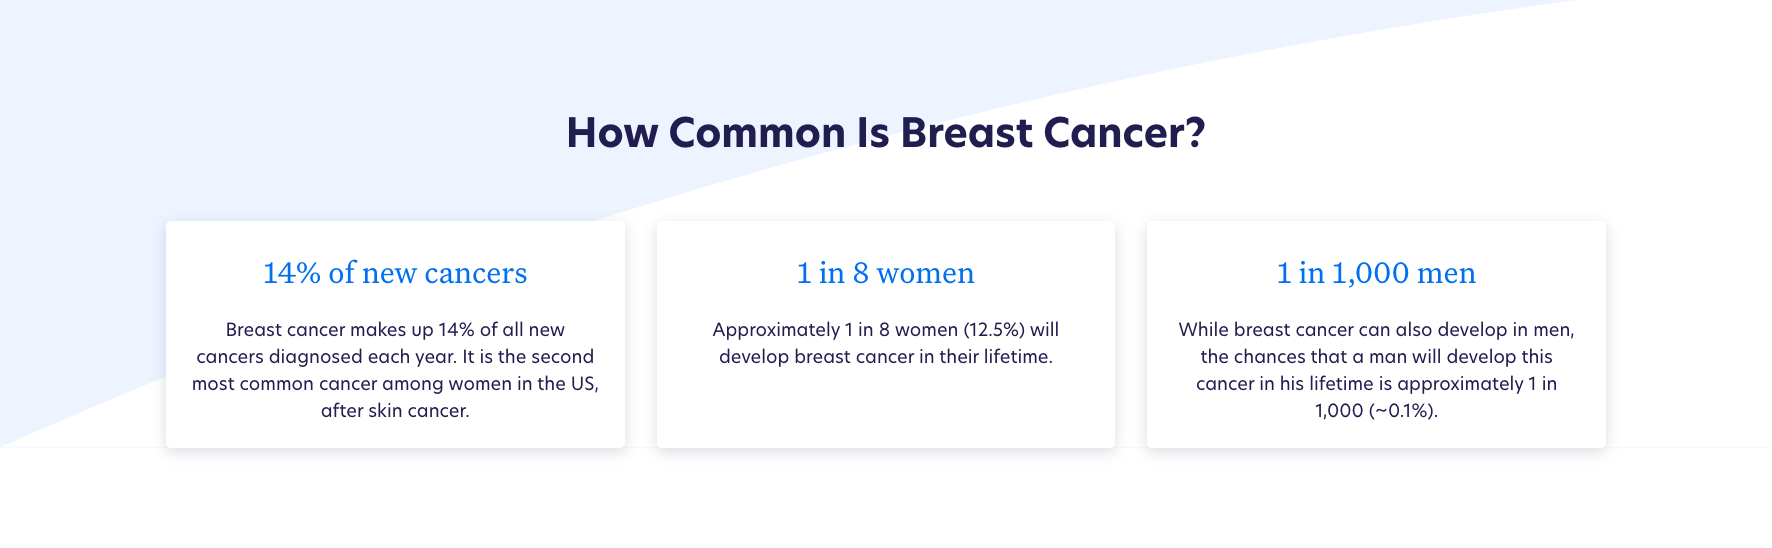 How Common Is Breast Cancer?
14% of new cancers
Breast cancer makes up 14% of all new
cancers diagnosed each year. It is the second
most common cancer among women in the US,
after skin cancer.
1 in 8 women
Approximately 1 in 8 women (12.5%) will
develop breast cancer in their lifetime.
1 in 1,000 men
While breast cancer can also develop in men,
the chances that a man will develop this
cancer in his lifetime is approximately 1 in
1,000 (~0.1%).